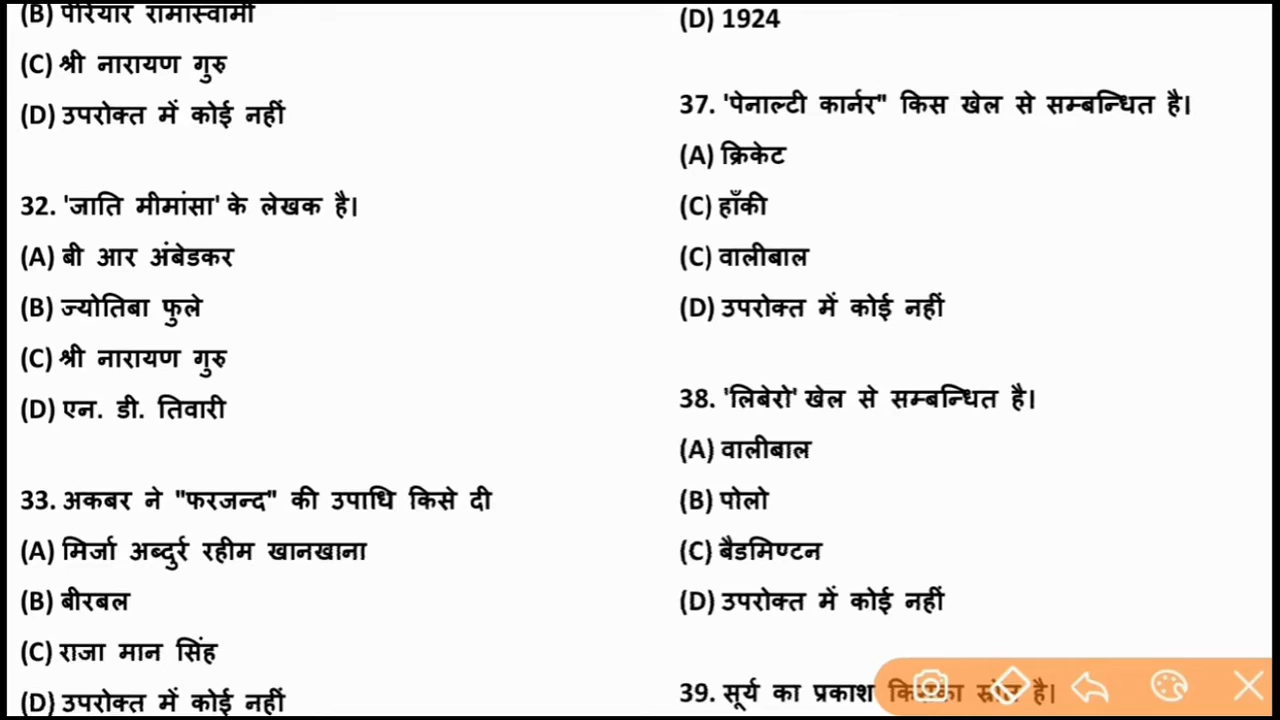 (B) पेरियार रामास्वामी
(C) श्री नारायण गुरु
(D) उपरोक्त में कोई नहीं
32. 'जाति मीमांसा' के लेखक है।
(A) बी आर अंबेडकर
(B) ज्योतिबा फुले
(C) श्री नारायण गुरु
(D) एन. डी. तिवारी
33. अकबर ने "फरजन्द" की उपाधि किसे दी
(A) मिर्जा अब्दुर्र रहीम खानखाना
(B) बीरबल
(C) राजा मान सिंह
(D) उपरोक्त में कोई नहीं
(D) 1924
37. 'पेनाल्टी कार्नर" किस खेल से सम्बन्धित है।
(A) क्रिकेट
(C) हाँकी
(C) वालीबाल
(D) उपरोक्त में कोई नहीं
38. 'लिबेरो' खेल से सम्बन्धित है।
(A) वालीबाल
(B) पोलो
(C) बैडमिण्टन
(D) उपरोक्त में कोई नहीं
39. सूर्य का प्रकाश किसका स्रोत है।